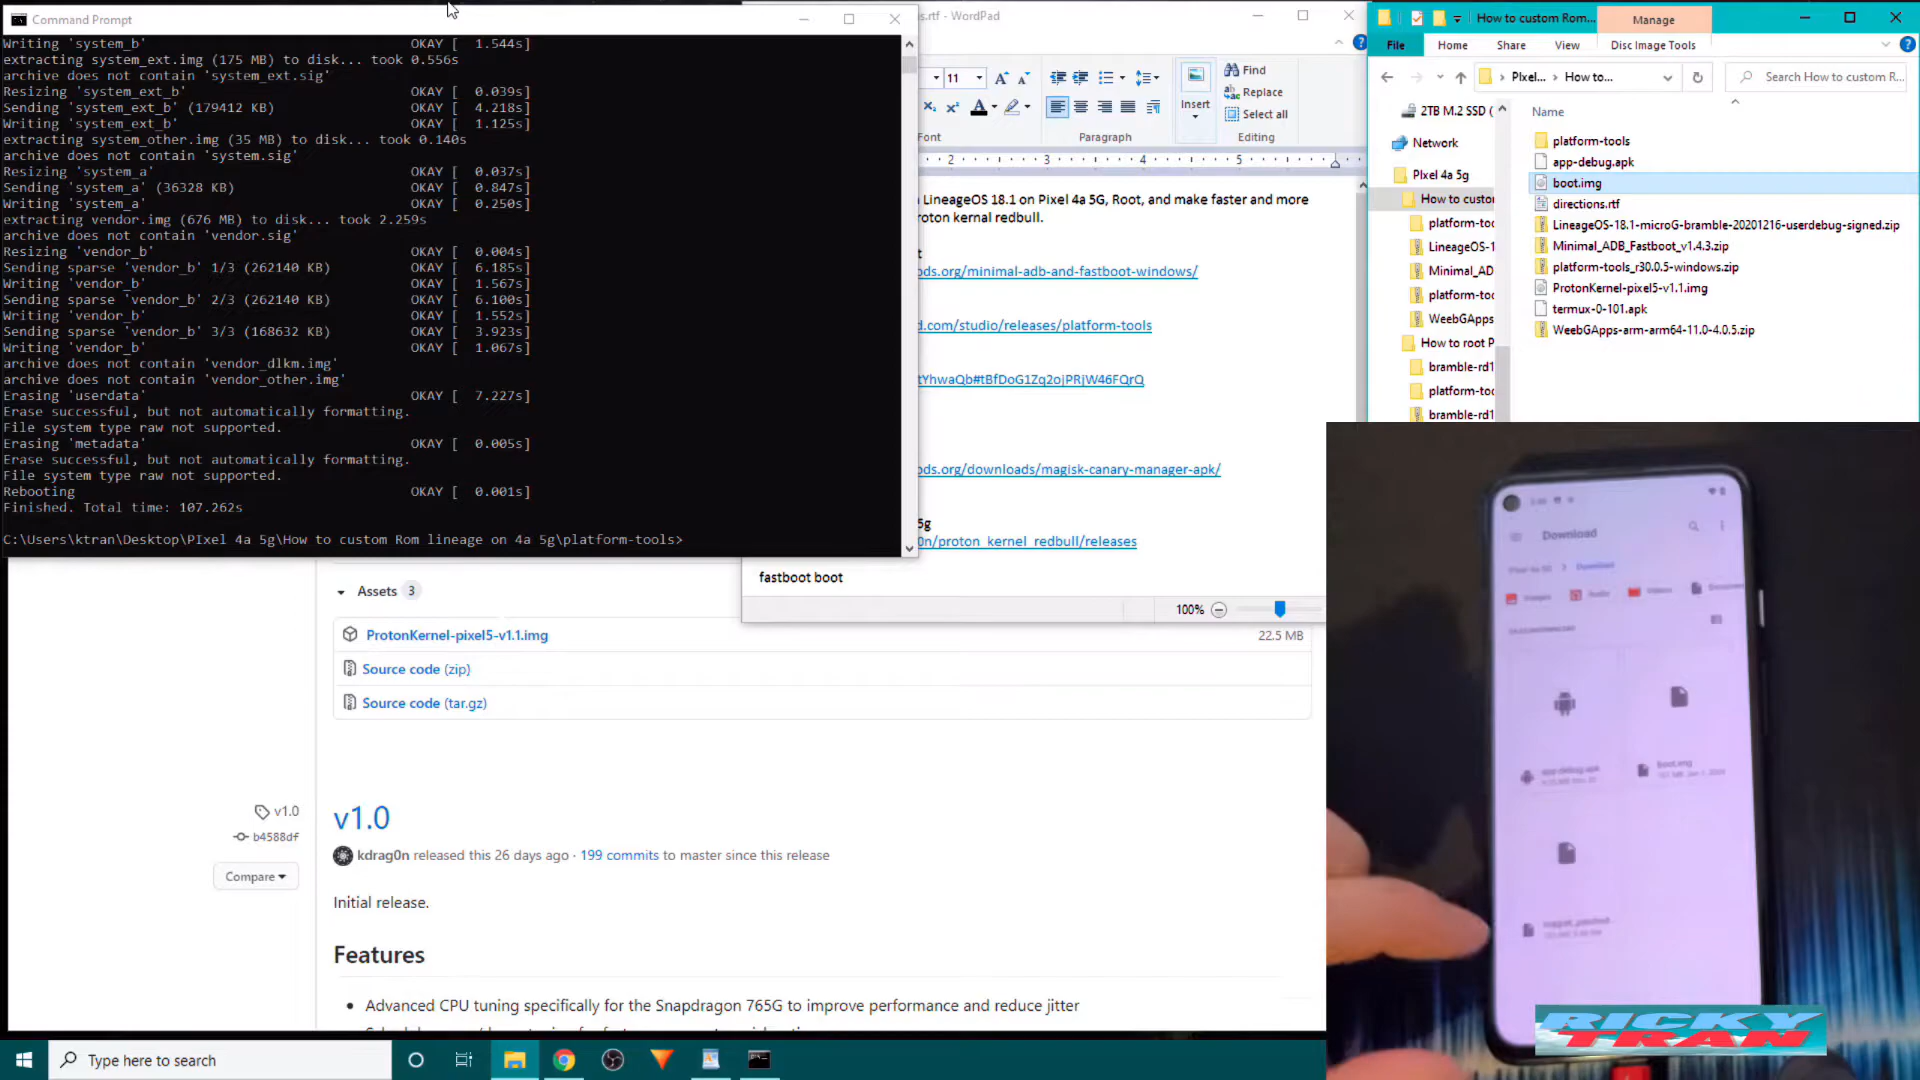 Command Prompt
Writing 'system_b' OKAY [ 1.544s]
extracting system_ext.img (175 MB) to disk... took 0.556s
archive does not contain 'system_ext.sig'
Resizing 'system_ext_b' OKAY [ 0.039s]
Sending 'system_ext_b' (179412 KB) OKAY [ 4.218s]
Writing 'system_ext_b' OKAY [ 1.125s]
extracting system_other.img (35 MB) to disk... took 0.140s
archive does not contain 'system.sig'
Resizing 'system_a' OKAY [ 0.037s]
Sending 'system_a' (36328 KB) OKAY [ 0.847s]
Writing 'system_a' OKAY [ 0.250s]
extracting vendor.img (676 MB) to disk... took 2.259s
archive does not contain 'vendor.sig'
Resizing 'vendor_b' OKAY [ 0.004s]
Sending sparse 'vendor_b' 1/3 (262140 KB) OKAY [ 6.185s]
Writing 'vendor_b' OKAY [ 1.567s]
Sending sparse 'vendor_b' 2/3 (262140 KB) OKAY [ 6.100s]
Writing 'vendor_b' OKAY [ 1.552s]
Sending sparse 'vendor_b' 3/3 (168632 KB) OKAY [ 3.923s]
Writing 'vendor_b' OKAY [ 1.067s]
archive does not contain 'vendor_dlkm.img'
archive does not contain 'vendor_other.img'
Erasing 'userdata' OKAY [ 7.227s]
Erase successful, but not automatically formatting.
File system type raw not supported.
Erasing 'metadata' OKAY [ 0.005s]
Erase successful, but not automatically formatting.
File system type raw not supported.
Rebooting OKAY [ 0.001s]
Finished. Total time: 107.262s
C:\Users\ktran\Desktop\PIxel 4a 5g\How to custom Rom lineage on 4a 5g\platform-tools>
s.rtf - WordPad
11
Find
Replace
Select all
Insert
Font
Paragraph
Editing
2 3 4 5
LineageOS 18.1 on Pixel 4a 5G, Root, and make faster and more
roton kernal redbull.
t
ods.org/minimal-adb-and-fastboot-windows/
d.com/studio/releases/platform-tools
tYhwaQb#tBfDoG1Zq2ojPRjW46FQrQ
ods.org/downloads/magisk-canary-manager-apk/
5g
0n/proton_kernel_redbull/releases
fastboot boot
100%
How to custom Rom...
Manage
File
Home
Share
View
Disc Image Tools
PIxel...
How to...
Search How to custom R...
2TB M.2 SSD (
Network
PIxel 4a 5g
How to custo
platform-too
LineageOS-1
Minimal_AD
platform-too
WeebGApps
How to root P
bramble-rd1
platform-too
bramble-rd1
Name
platform-tools
app-debug.apk
boot.img
directions.rtf
LineageOS-18.1-microG-bramble-20201216-userdebug-signed.zip
Minimal_ADB_Fastboot_v1.4.3.zip
platform-tools_r30.0.5-windows.zip
ProtonKernel-pixel5-v1.1.img
termux-0-101.apk
WeebGApps-arm-arm64-11.0-4.0.5.zip
Assets 3
ProtonKernel-pixel5-v1.1.img
22.5 MB
Source code (zip)
Source code (tar.gz)
v1.0
b4588df
Compare
v1.0
kdrag0n released this 26 days ago · 199 commits to master since this release
Initial release.
Features
Advanced CPU tuning specifically for the Snapdragon 765G to improve performance and reduce jitter
Download
Download
app-debug.apk
boot.img
RICKY
TRAN
Type here to search